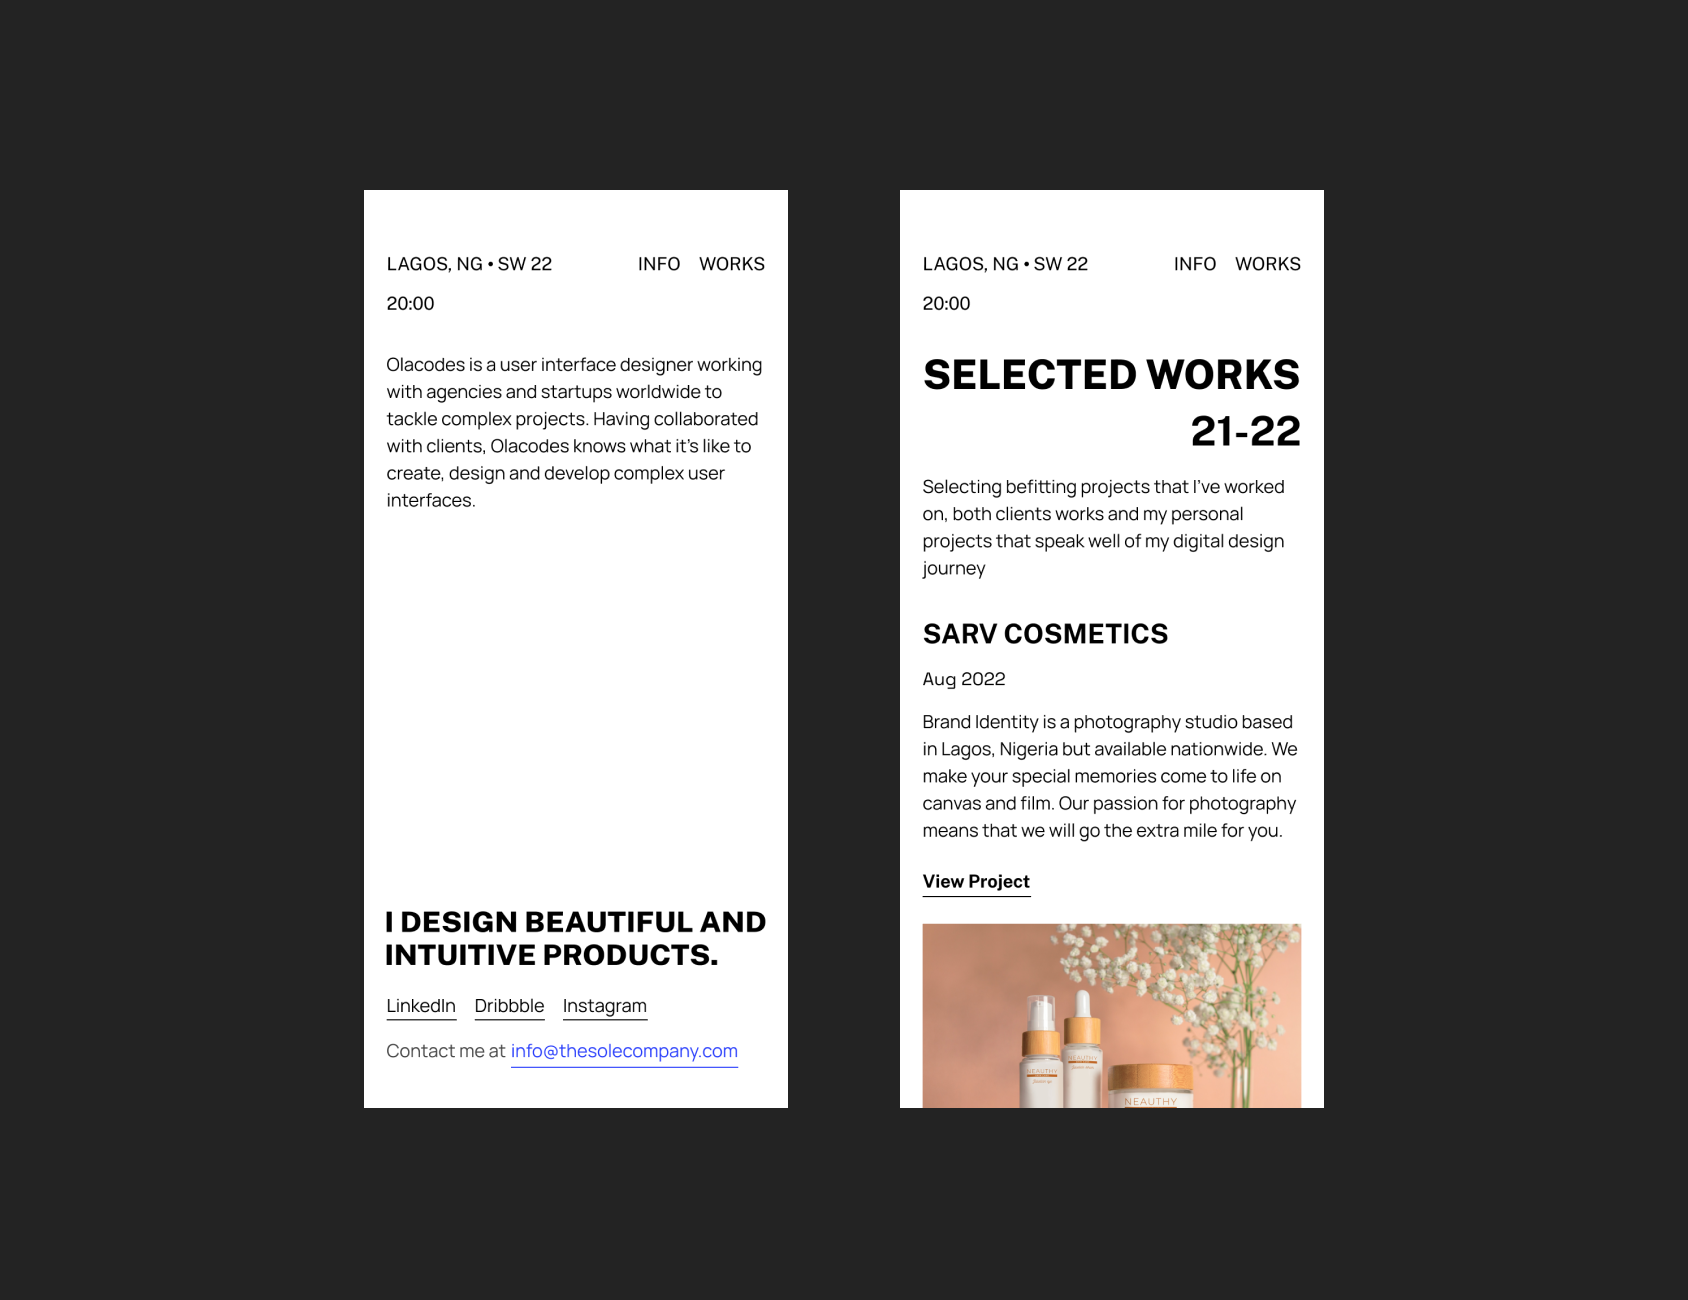 LAGOS, NG • SW 22 INFO WORKS
20:00
Olacodes is a user interface designer working
with agencies and startups worldwide to
tackle complex projects. Having collaborated
with clients, Olacodes knows what it’s like to
create, design and develop complex user
interfaces.
I DESIGN BEAUTIFUL AND
INTUITIVE PRODUCTS.
LinkedIn Dribbble Instagram
Contact me at info@thesolecompany.com
LAGOS, NG • SW 22 INFO WORKS
20:00
SELECTED WORKS
21-22
Selecting befitting projects that I’ve worked
on, both clients works and my personal
projects that speak well of my digital design
journey
SARV COSMETICS
Aug 2022
Brand Identity is a photography studio based
in Lagos, Nigeria but available nationwide. We
make your special memories come to life on
canvas and film. Our passion for photography
means that we will go the extra mile for you.
View Project
NEAUTHY
NEAUTHY
NEAUTHY